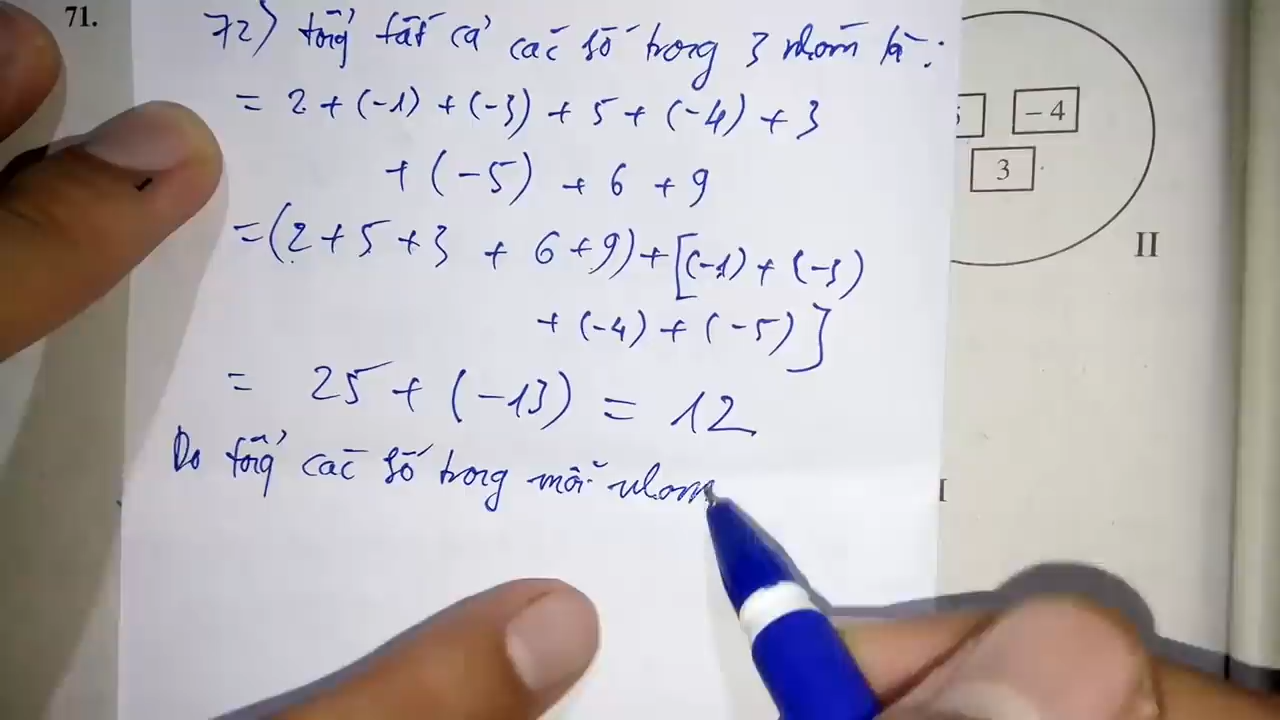 71.
72) tổng tất cả các số trong 3 nhóm là:
= 2 + (-1) + (-3) + 5 + (-4) + 3
+ (-5) + 6 + 9
= (2 + 5 + 3 + 6 + 9) + [(-1) + (-3)
+ (-4) + (-5)]
= 25 + (-13) = 12
Do tổng các số trong mỗi nhóm
- 4
3
II